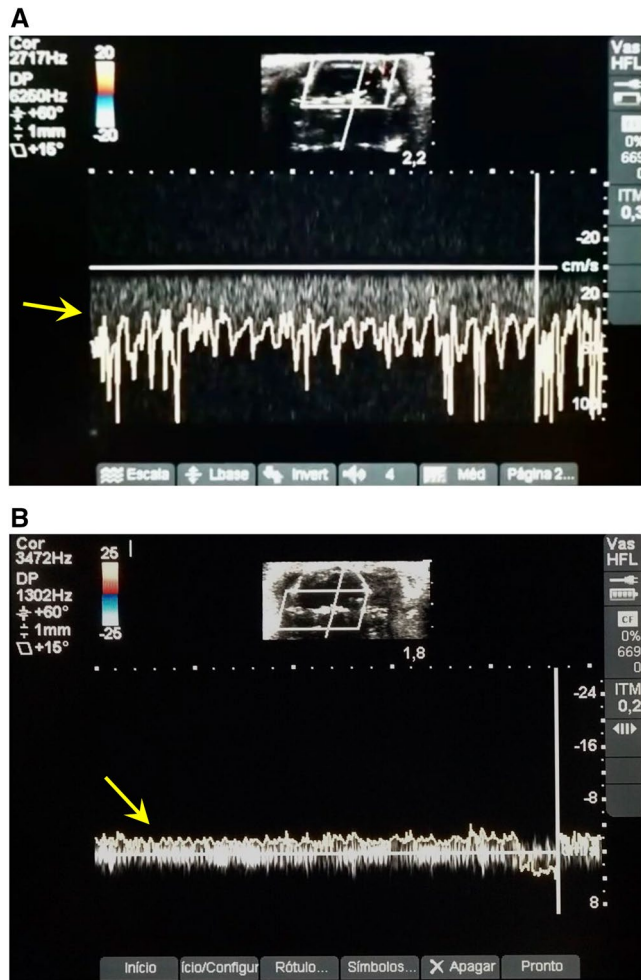 A
Cor
2717Hz
DP
6250Hz
+60°
1mm
+15°
20
-20
2,2
Vas
HFL
0%
669
0
ITM
0,3
-20
cm/s
20
Escala
Lbase
Invert
4
Méd
Página 2...
B
Cor
3472Hz
DP
1302Hz
+60°
1mm
+15°
25
-25
1,8
Vas
HFL
CF
0%
669
0
ITM
0,2
-24
-16
-8
8
Início
ício/Configur
Rótulo...
Símbolos...
Apagar
Pronto